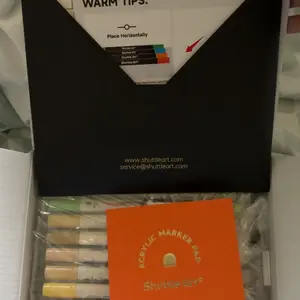 WARM TIPS:
Place Horizontally
www.shuttleart.com
service@shuttleart.com
ACRYLIC MARKER PAD
Shuttle Art